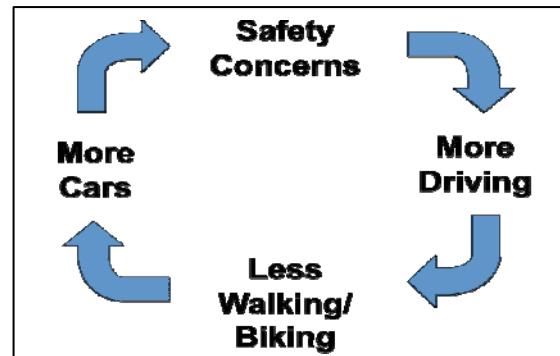 Safety
Concerns
More
Driving
Less
Walking/
Biking
More
Cars